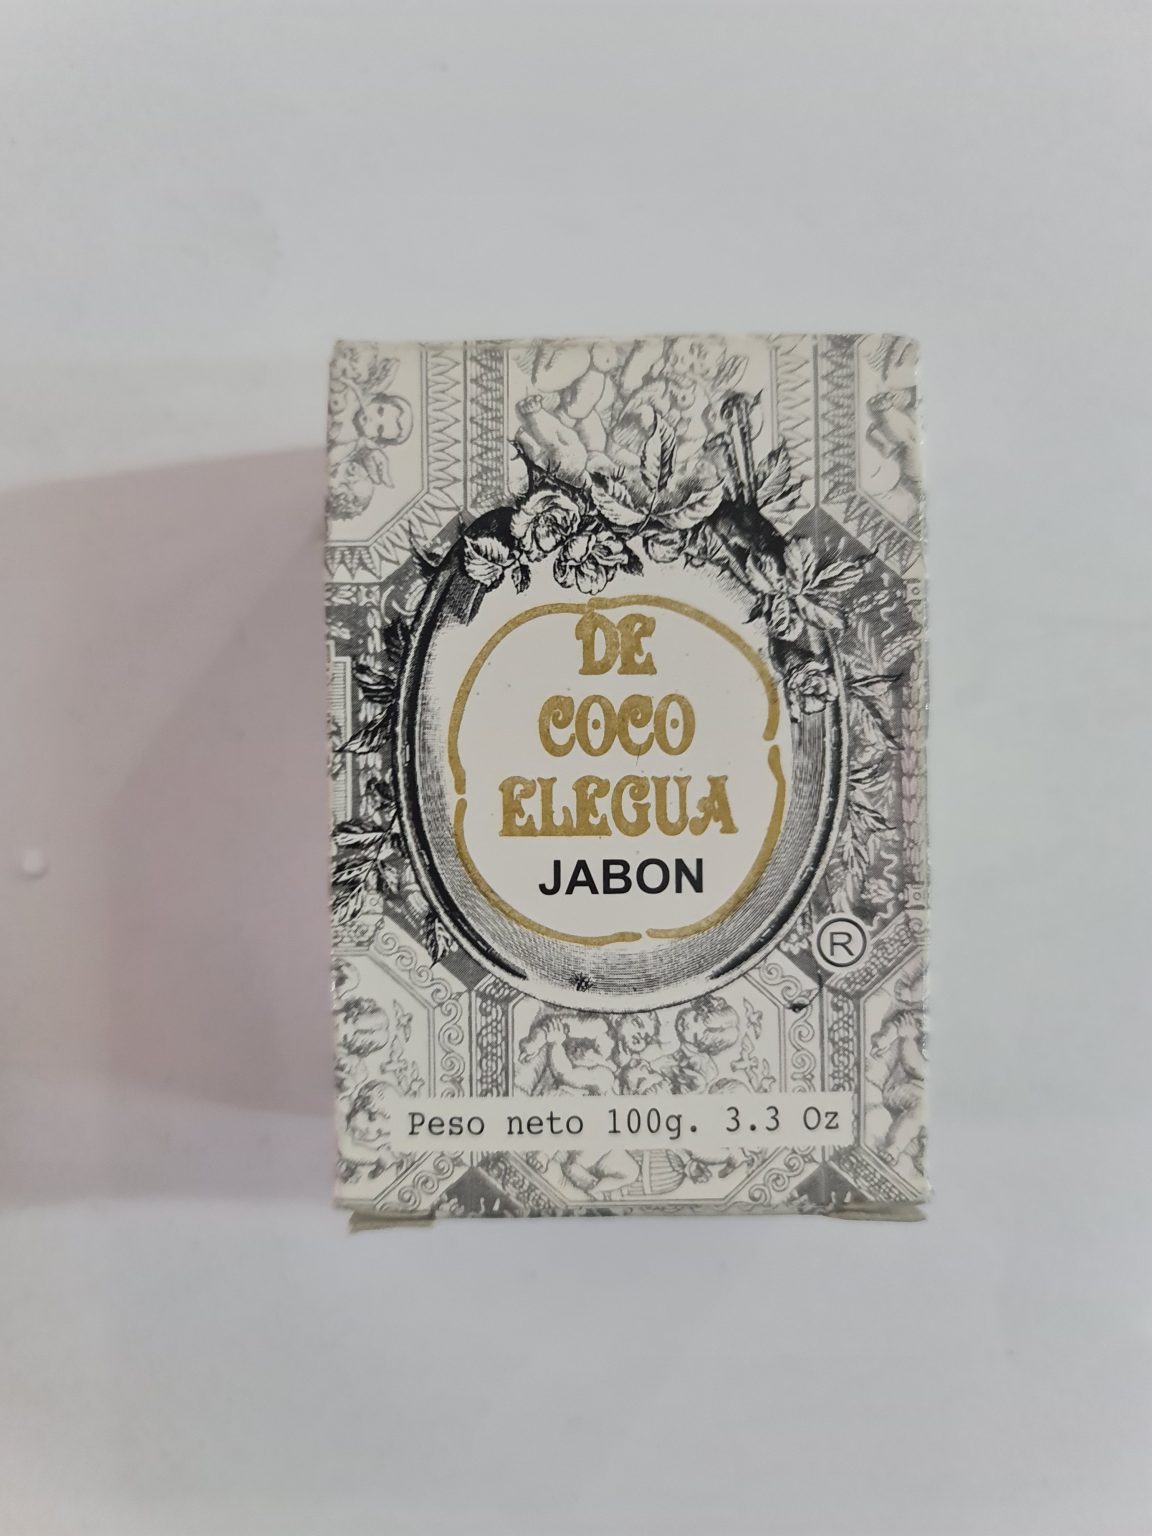 DE
COCO
ELEGUA
JABON
®
Peso neto 100g. 3.3 Oz